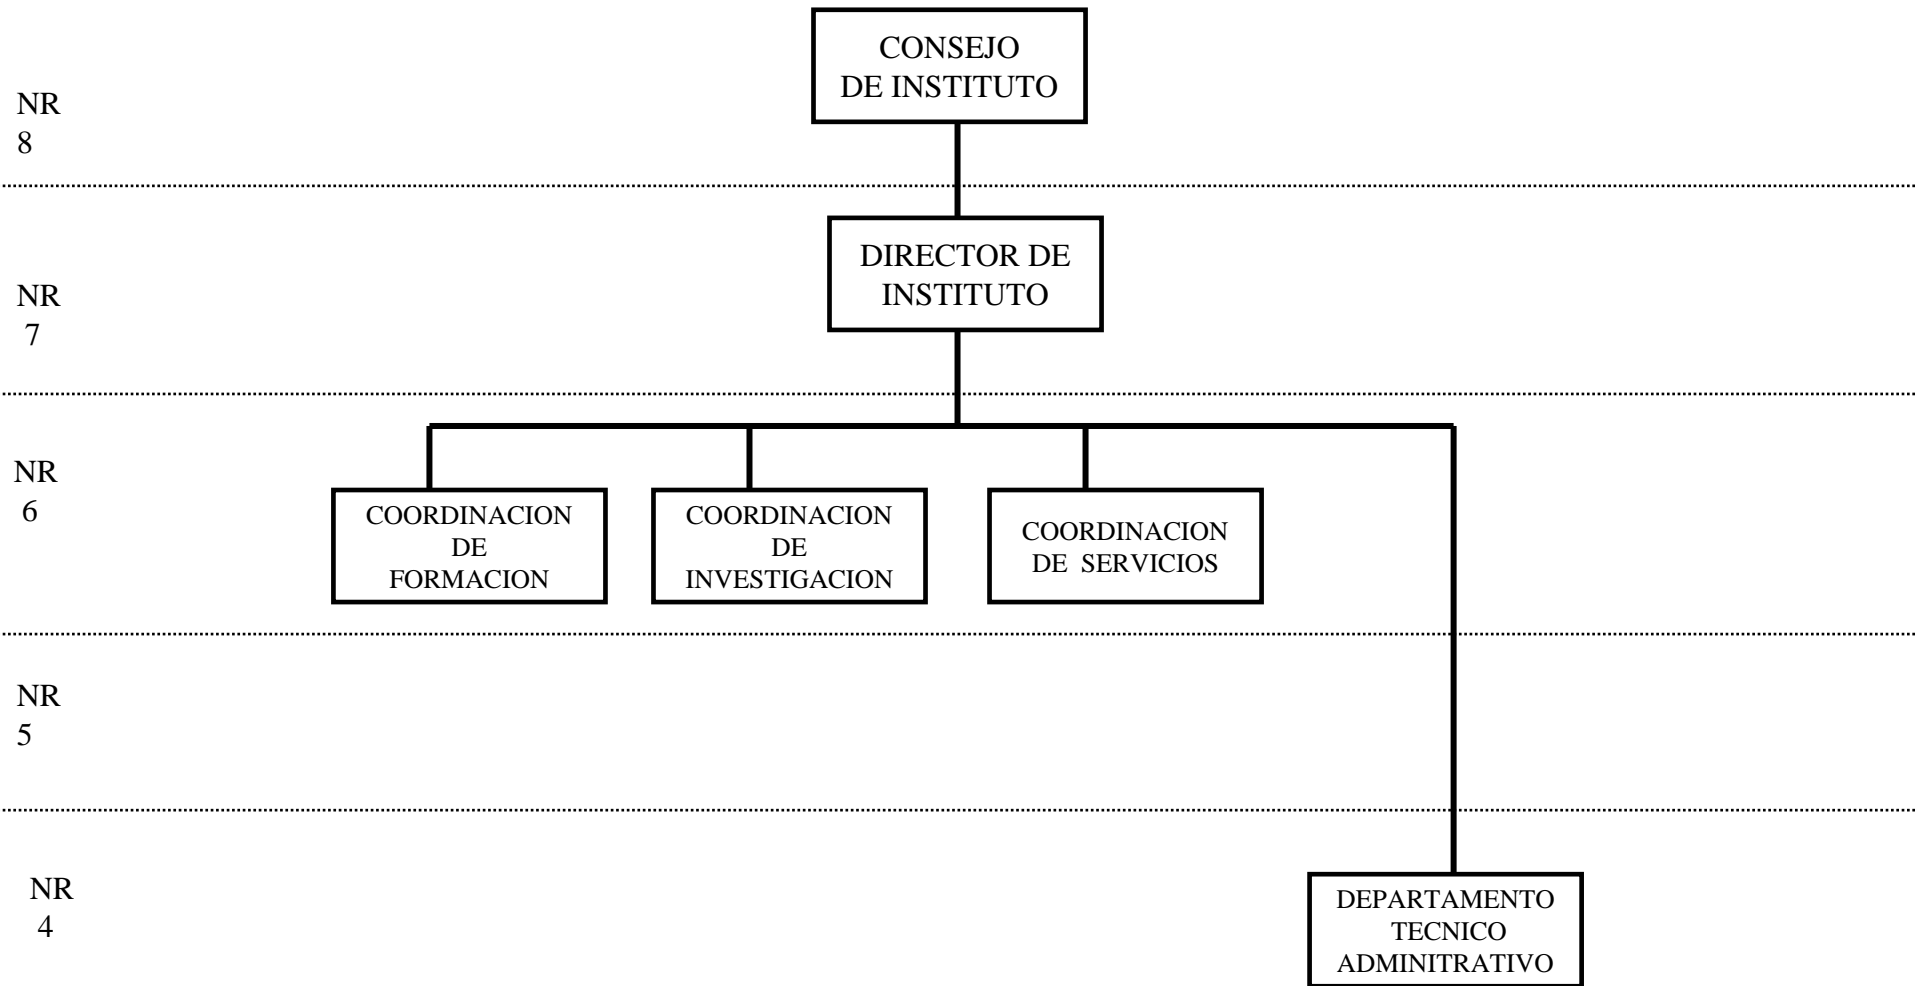 CONSEJO
DE INSTITUTO
NR
8
DIRECTOR DE
INSTITUTO
NR
7
NR
6
COORDINACION
DE
FORMACION
COORDINACION
DE
INVESTIGACION
COORDINACION
DE SERVICIOS
NR
5
NR
4
DEPARTAMENTO
TECNICO
ADMINITRATIVO